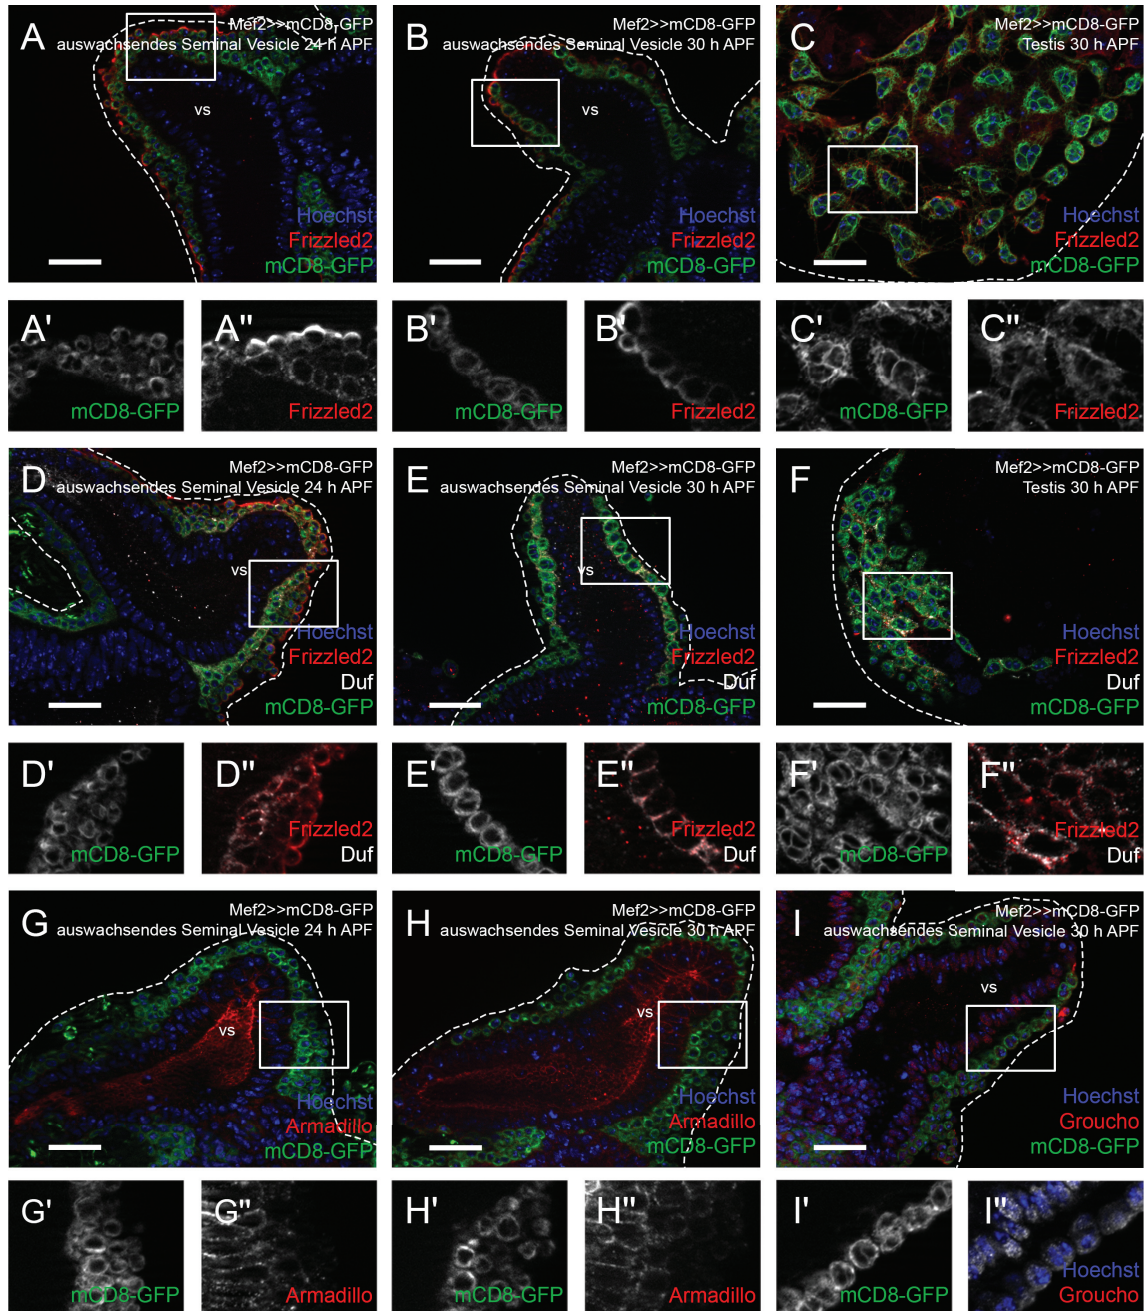 A
Mef2>>mCD8-GFP
auswachsendes Seminal Vesicle 24 h APF
vs
Hoechst
Frizzled2
mCD8-GFP
B
Mef2>>mCD8-GFP
auswachsendes Seminal Vesicle 30 h APF
vs
Hoechst
Frizzled2
mCD8-GFP
C
Mef2>>mCD8-GFP
Testis 30 h APF
Hoechst
Frizzled2
mCD8-GFP
A'
mCD8-GFP
A"
Frizzled2
B'
mCD8-GFP
B"
Frizzled2
C'
mCD8-GFP
C"
Frizzled2
D
Mef2>>mCD8-GFP
auswachsendes Seminal Vesicle 24 h APF
vs
Hoechst
Frizzled2
Duf
mCD8-GFP
E
Mef2>>mCD8-GFP
auswachsendes Seminal Vesicle 30 h APF
vs
Hoechst
Frizzled2
Duf
mCD8-GFP
F
Mef2>>mCD8-GFP
Testis 30 h APF
Hoechst
Frizzled2
Duf
mCD8-GFP
D'
mCD8-GFP
D"
Frizzled2
Duf
E'
mCD8-GFP
E"
Frizzled2
Duf
F'
mCD8-GFP
F"
Frizzled2
Duf
G
Mef2>>mCD8-GFP
auswachsendes Seminal Vesicle 24 h APF
vs
Hoechst
Armadillo
mCD8-GFP
H
Mef2>>mCD8-GFP
auswachsendes Seminal Vesicle 30 h APF
vs
Hoechst
Armadillo
mCD8-GFP
I
Mef2>>mCD8-GFP
auswachsendes Seminal Vesicle 30 h APF
vs
Hoechst
Groucho
mCD8-GFP
G'
mCD8-GFP
G"
Armadillo
H'
mCD8-GFP
H"
Armadillo
I'
mCD8-GFP
I"
Hoechst
Groucho